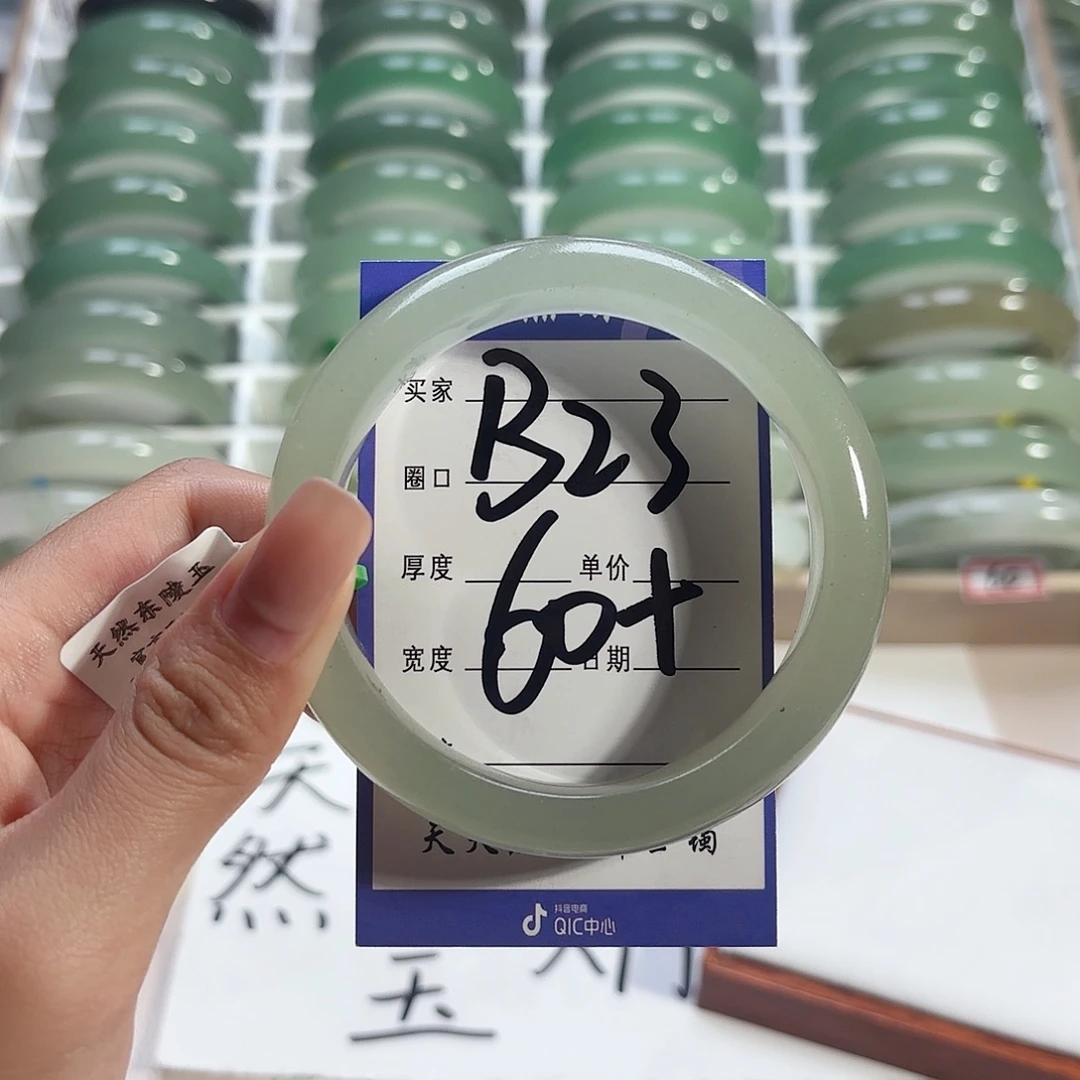 买家 B23
圈口
厚度 单价
60+
宽度 日期
天然东陵玉
抖音电商
QIC中心
天
然
玉